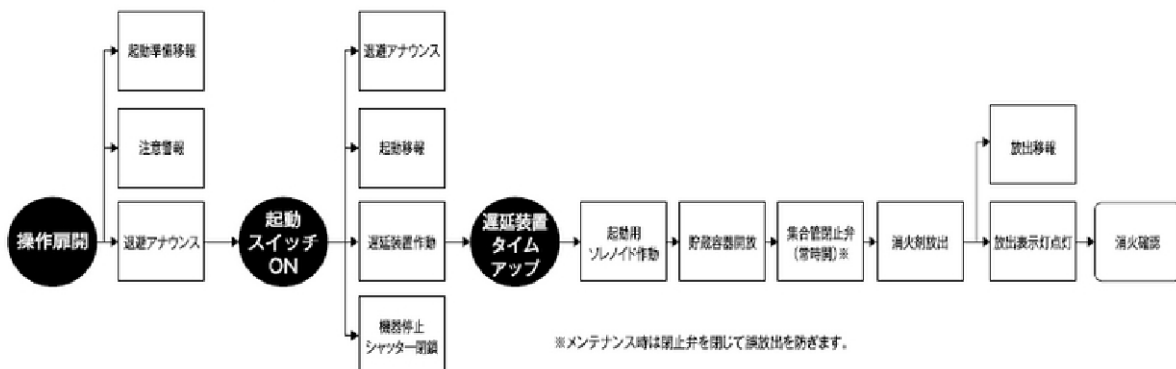 操作扉開
起動準備移報
注意警報
退避アナウンス
起動
スイッチ
ON
退避アナウンス
起動移報
遅延装置作動
機器停止
シャッター閉鎖
遅延装置
タイム
アップ
起動用
ソレノイド作動
貯蔵容器開放
集合管閉止弁
(常時開)※
消火剤放出
放出移報
放出表示灯点灯
消火確認
※メンテナンス時は閉止弁を閉じて誤放出を防ぎます。